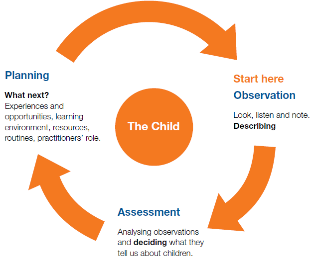 Planning
What next?
Experiences and
opportunities, learning
environment, resources,
routines, practitioners' role.
The Child
Start here
Observation
Look, listen and note.
Describing
Assessment
Analysing observations
and deciding what they
tell us about children.